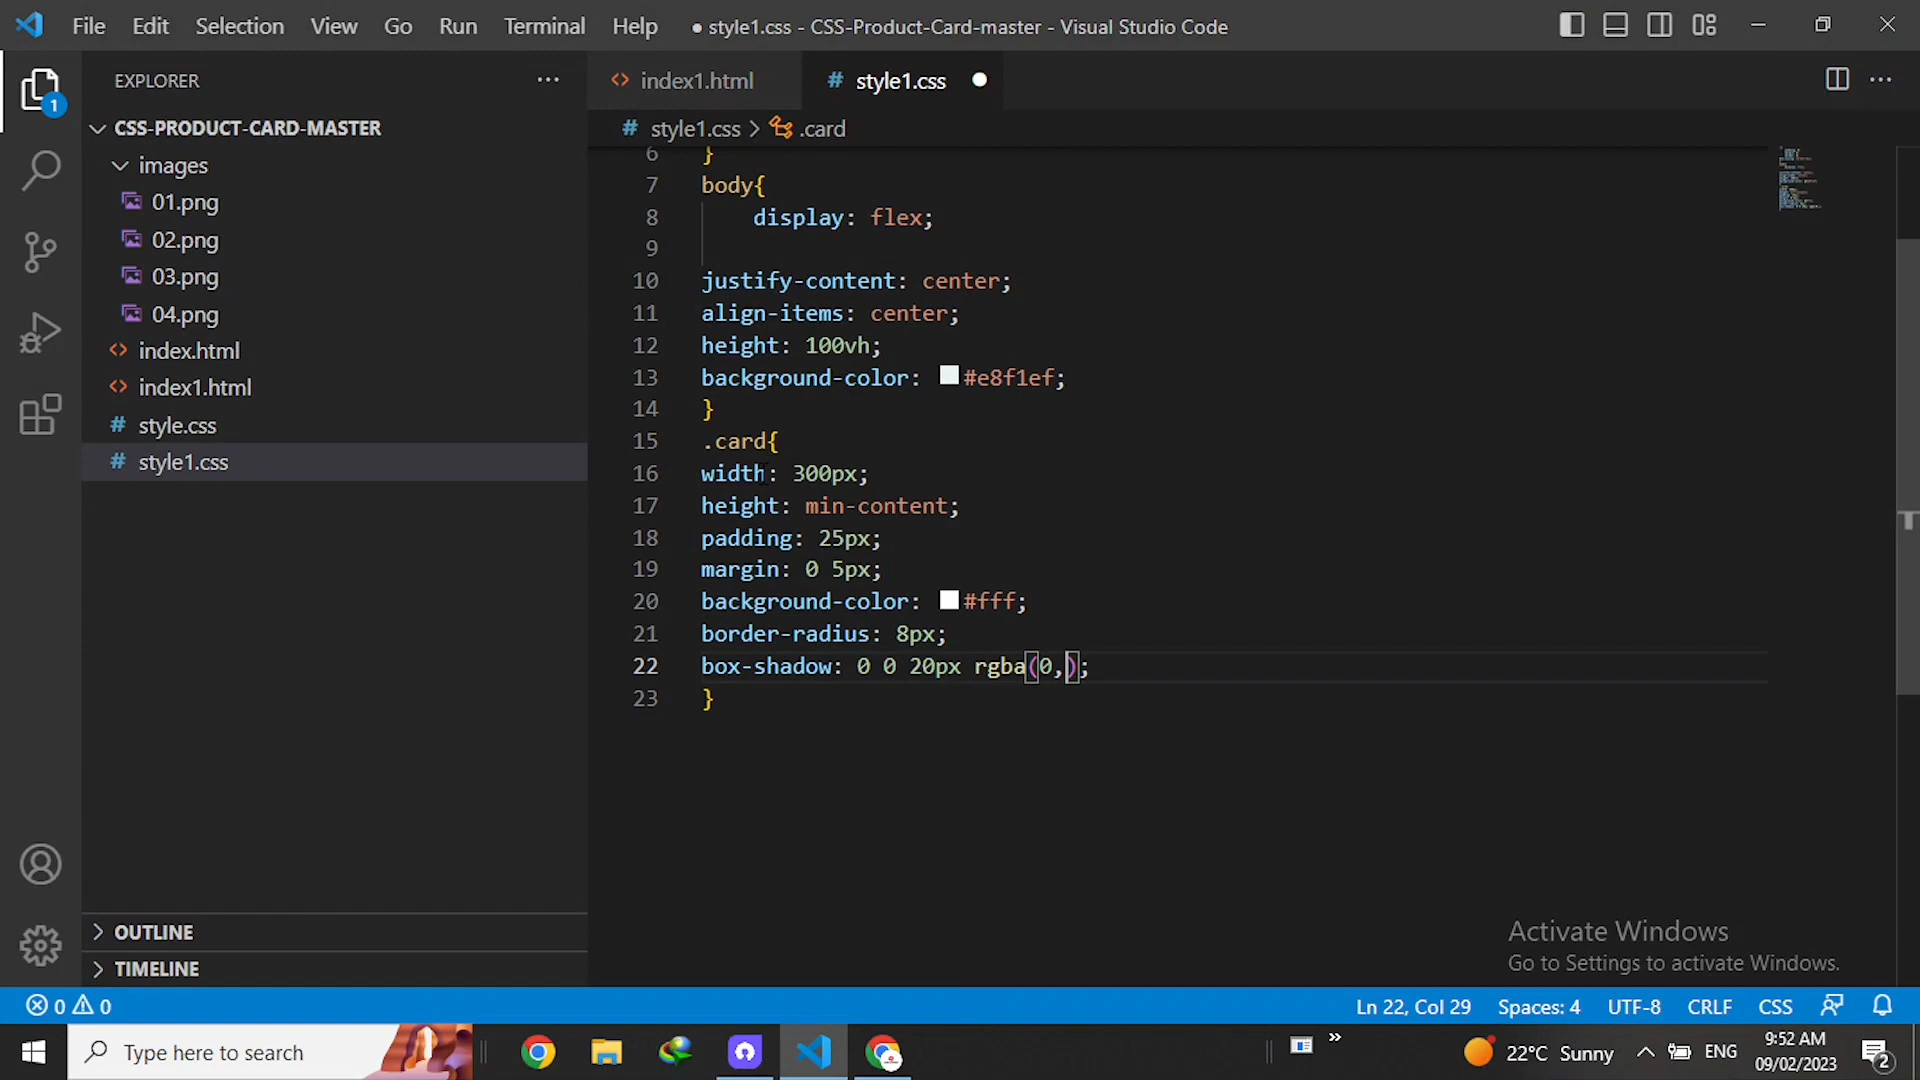 File Edit Selection View Go Run Terminal Help ● style1.css - CSS-Product-Card-master - Visual Studio Code
EXPLORER ...
CSS-PRODUCT-CARD-MASTER
images
01.png
02.png
03.png
04.png
<> index.html
<> index1.html
# style.css
# style1.css
OUTLINE
TIMELINE
1
<> index1.html # style1.css ●
# style1.css > .card
6 }
7 body{
8 display: flex;
9
10 justify-content: center;
11 align-items: center;
12 height: 100vh;
13 background-color: #e8f1ef;
14 }
15 .card{
16 width: 300px;
17 height: min-content;
18 padding: 25px;
19 margin: 0 5px;
20 background-color: #fff;
21 border-radius: 8px;
22 box-shadow: 0 0 20px rgba(0,);
23 }
Activate Windows
Go to Settings to activate Windows.
0 0 Ln 22, Col 29 Spaces: 4 UTF-8 CRLF CSS
Type here to search
22°C Sunny ENG
9:52 AM
09/02/2023
2